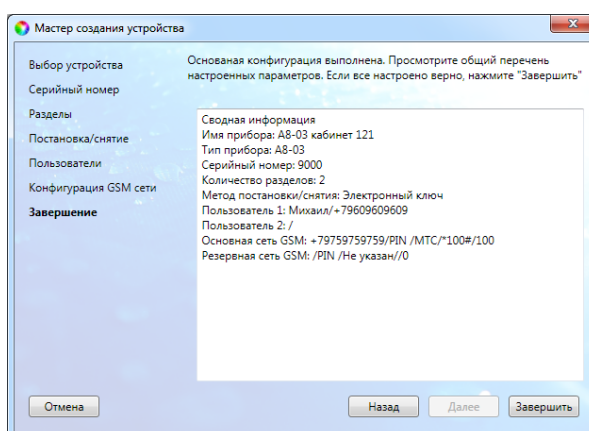 Мастер создания устройства
Выбор устройства
Серийный номер
Разделы
Постановка/снятие
Пользователи
Конфигурация GSM сети
Завершение
Основаная конфигурация выполнена. Просмотрите общий перечень
настроенных параметров. Если все настроено верно, нажмите "Завершить"
Сводная информация
Имя прибора: A8-03 кабинет 121
Тип прибора: A8-03
Серийный номер: 9000
Количество разделов: 2
Метод постановки/снятия: Электронный ключ
Пользователь 1: Михаил/+79609609609
Пользователь 2: /
Основная сеть GSM: +79759759759/PIN /МТС/*100#/100
Резервная сеть GSM: /PIN /Не указан//0
Отмена
Назад
Далее
Завершить